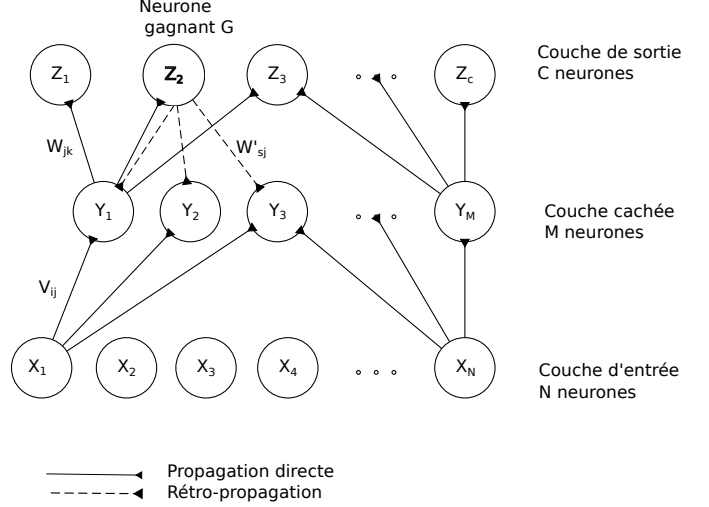 Neurone
gagnant G
Z1 Z2 Z3 Zc
Couche de sortie
C neurones
Wjk W'sj
Y1 Y2 Y3 YM
Couche cachée
M neurones
Vij
X1 X2 X3 X4 XN
Couche d'entrée
N neurones
Propagation directe
Rétro-propagation